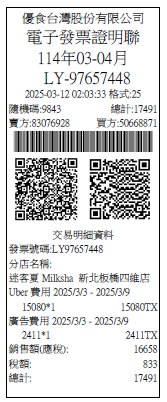 優食台灣股份有限公司
電子發票證明聯
114年03-04月
LY-97657448
2025-03-12 02:03:33 格式:25
隨機碼:9843 總計:17491
賣方:83076928 買方:50668871
交易明細資料
發票號碼:LY97657448
分店名稱:
迷客夏 Milksha 新北板橋四維店
Uber 費用 2025/3/3 - 2025/3/9
15080*1 15080TX
廣告費用 2025/3/3 - 2025/3/9
2411*1 2411TX
銷售額(應稅): 16658
稅額: 833
總計: 17491